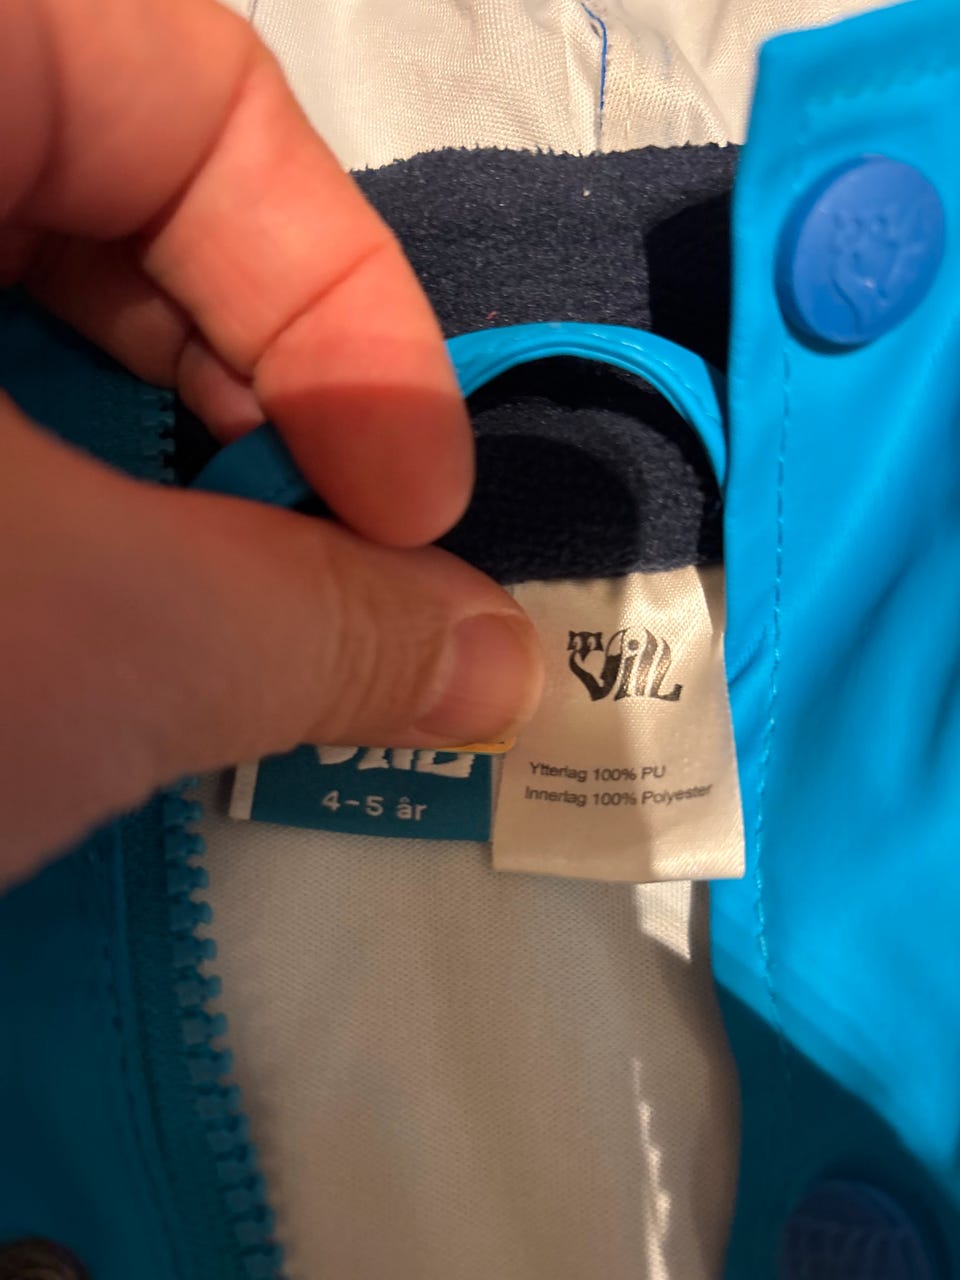 Vill
Ytterlag 100% PU
Innerlag 100% Polyester
4-5 år